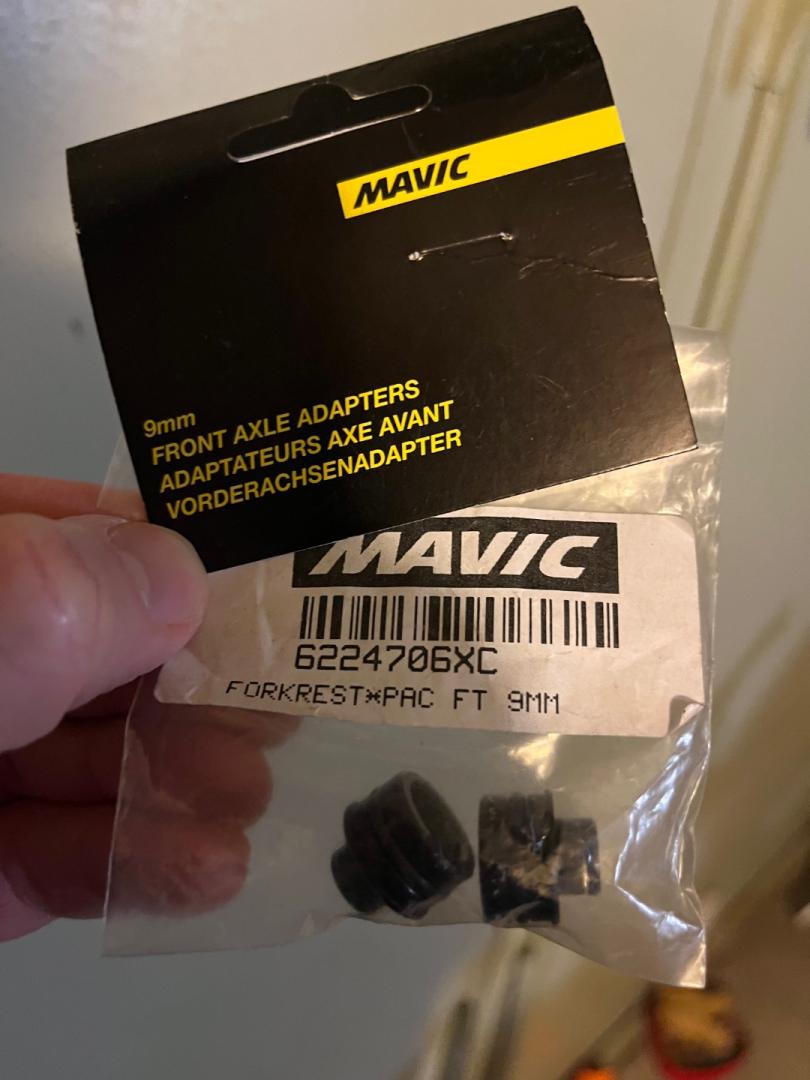 MAVIC
9mm
FRONT AXLE ADAPTERS
ADAPTATEURS AXE AVANT
VORDERACHSENADAPTER
MAVIC
6224706XC
FORKREST*PAC FT 9MM